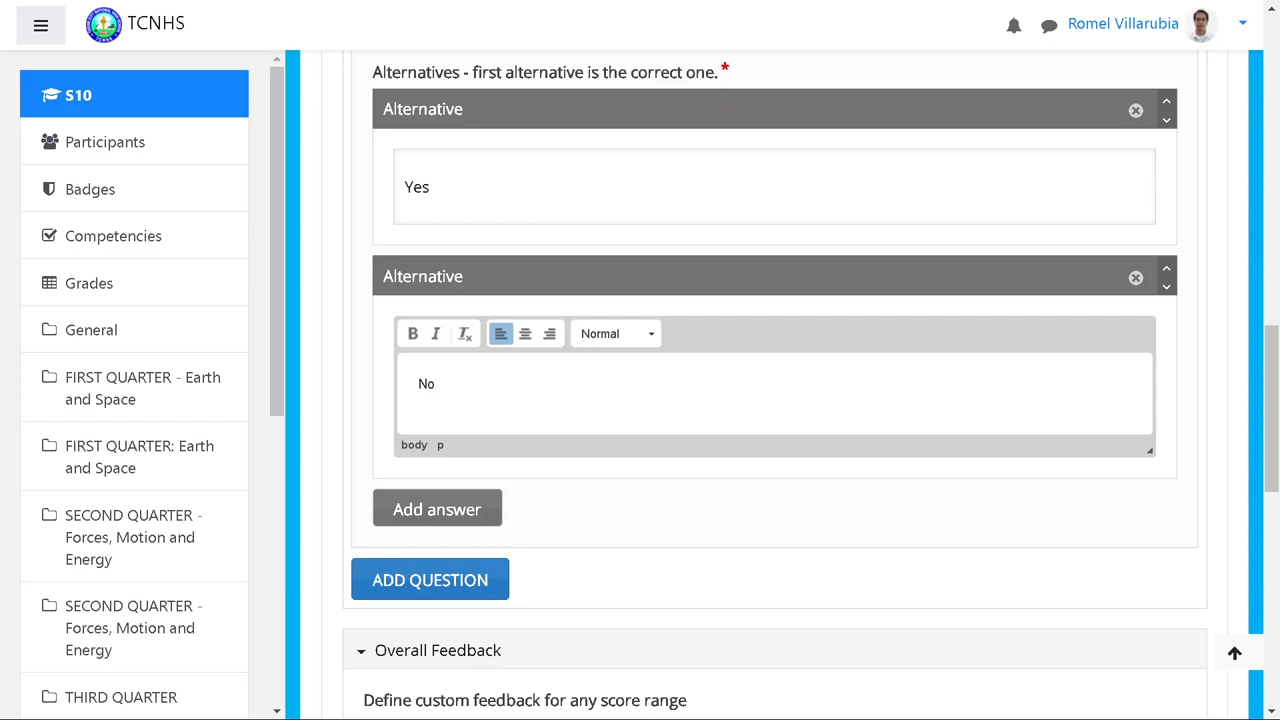 TCNHS
Romel Villarubia
S10
Participants
Badges
Competencies
Grades
General
FIRST QUARTER - Earth
and Space
FIRST QUARTER: Earth
and Space
SECOND QUARTER -
Forces, Motion and
Energy
SECOND QUARTER -
Forces, Motion and
Energy
THIRD QUARTER
Alternatives - first alternative is the correct one.*
Alternative
Yes
Alternative
B I Tx Normal
No
body p
Add answer
ADD QUESTION
Overall Feedback
Define custom feedback for any score range